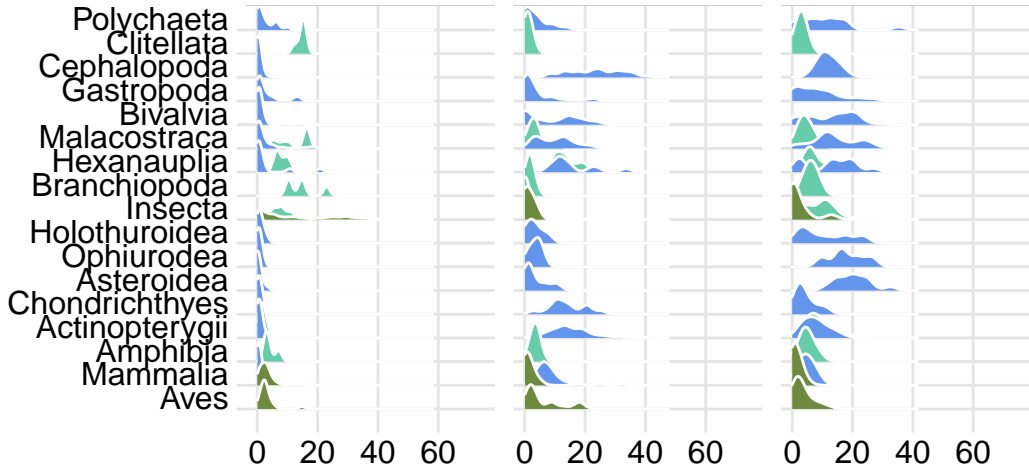 Polychaeta
Clitellata
Cephalopoda
Gastropoda
Bivalvia
Malacostraca
Hexanauplia
Branchiopoda
Insecta
Holothuroidea
Ophiurodea
Asteroidea
Chondrichthyes
Actinopterygii
Amphibia
Mammalia
Aves
0 20 40 60 0 20 40 60 0 20 40 60